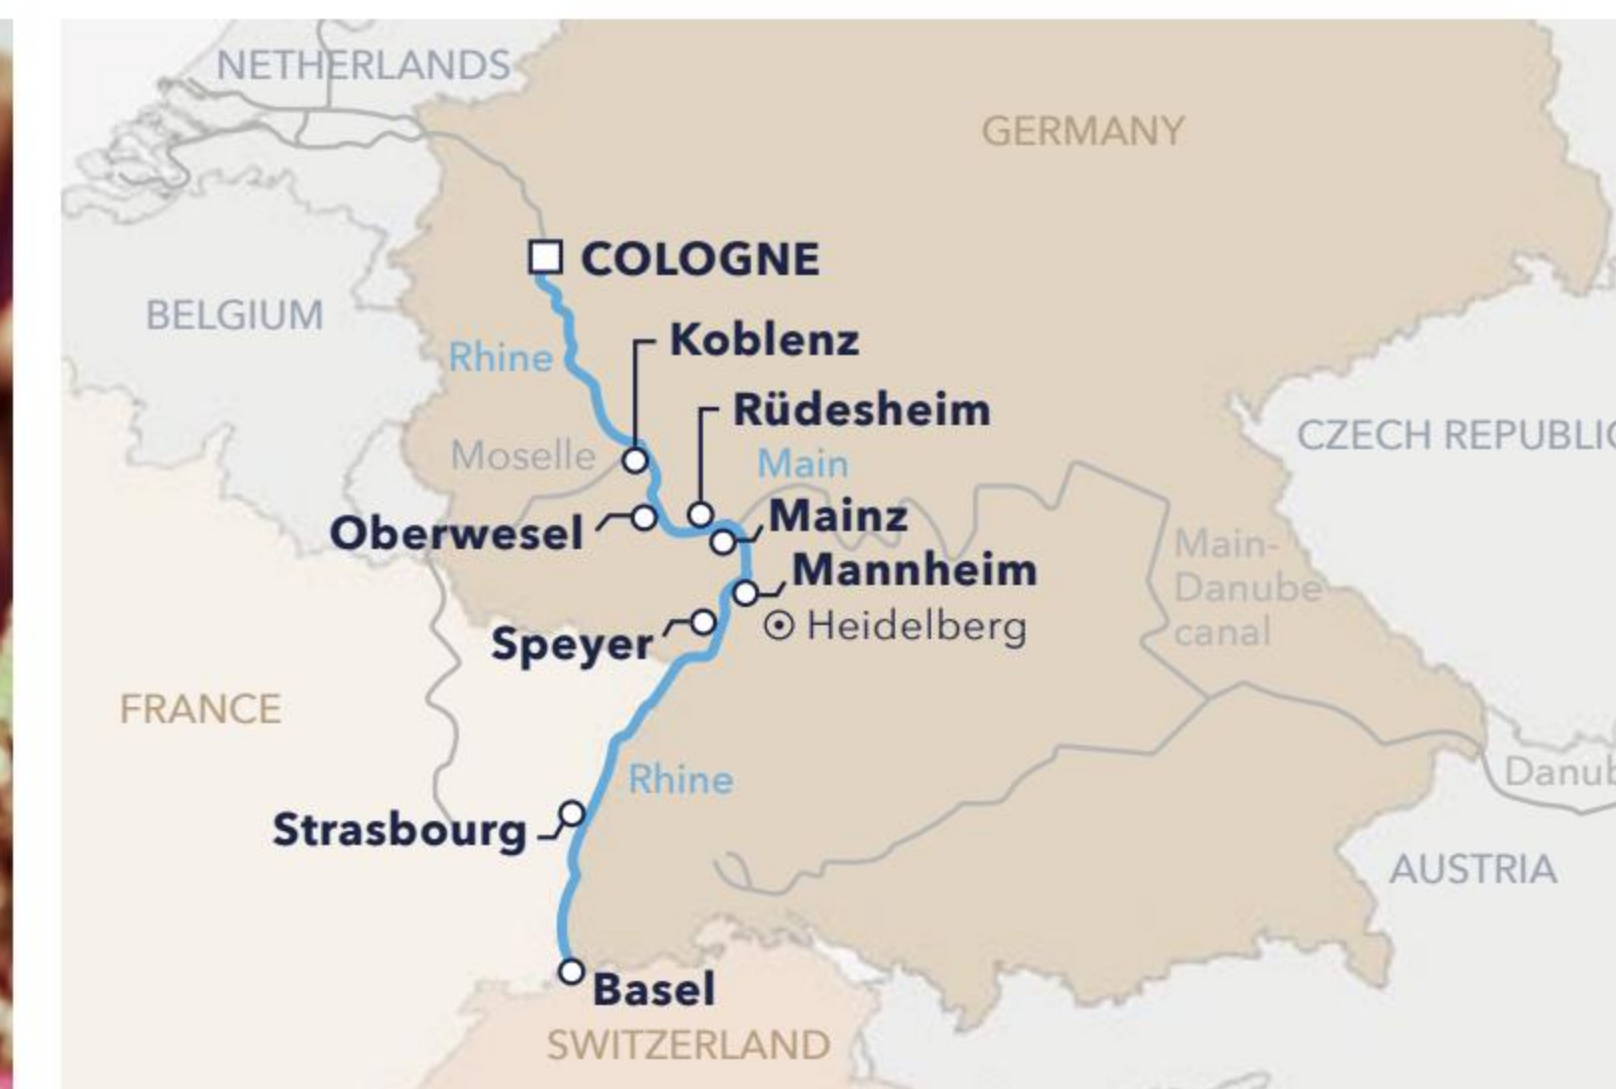 NETHERLANDS
GERMANY
COLOGNE
BELGIUM
Koblenz
Rhine
Rüdesheim
CZECH REPUBLIC
Moselle
Main
Mainz
Oberwesel
Main-
Danube
canal
Mannheim
Heidelberg
Speyer
FRANCE
Rhine
Danub
Strasbourg
AUSTRIA
Basel
SWITZERLAND